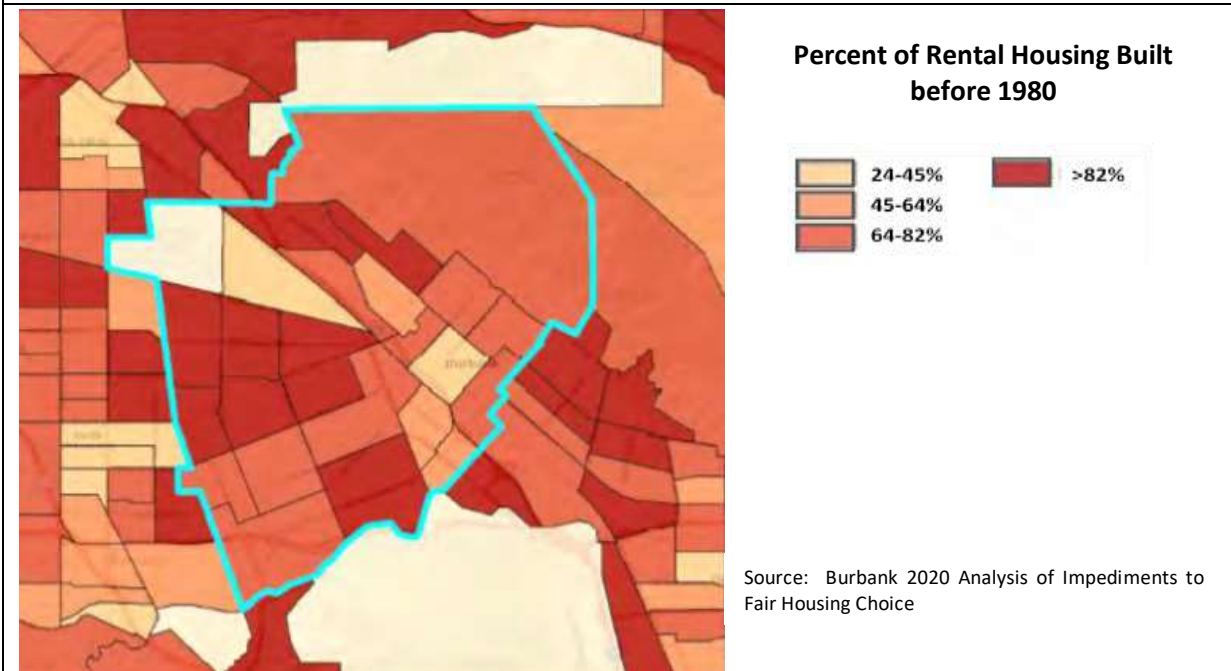 Percent of Rental Housing Built
before 1980
24-45%
>82%
45-64%
64-82%
Burbank
Source: Burbank 2020 Analysis of Impediments to
Fair Housing Choice